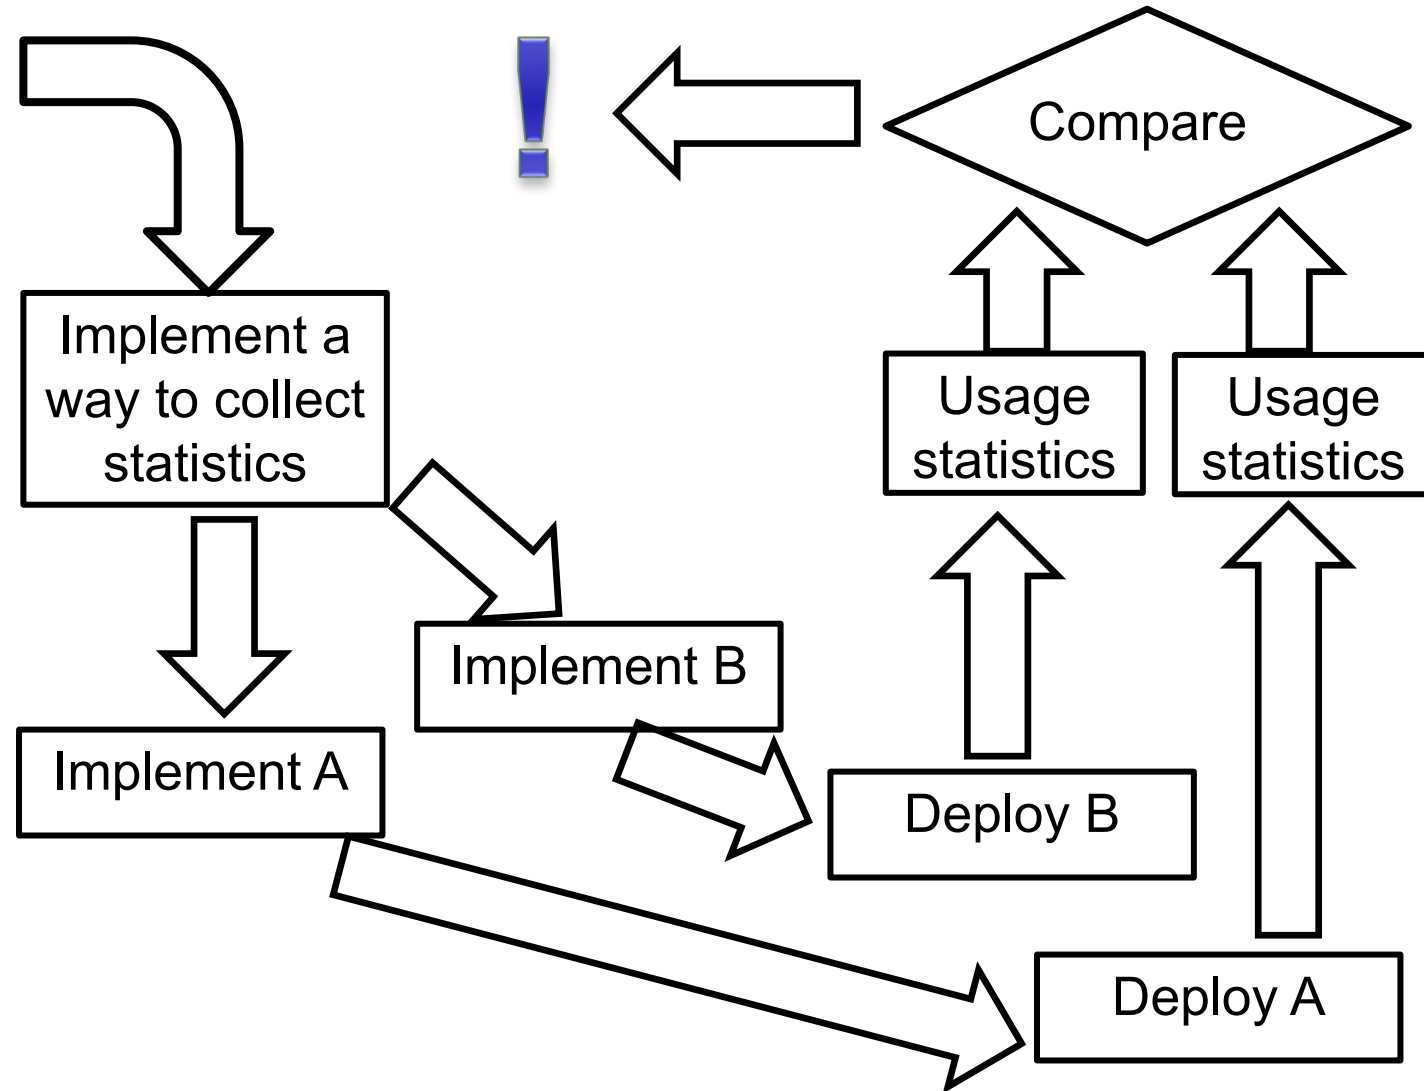 !
Compare
Implement a
way to collect
statistics
Usage
statistics
Usage
statistics
Implement B
Implement A
Deploy B
Deploy A